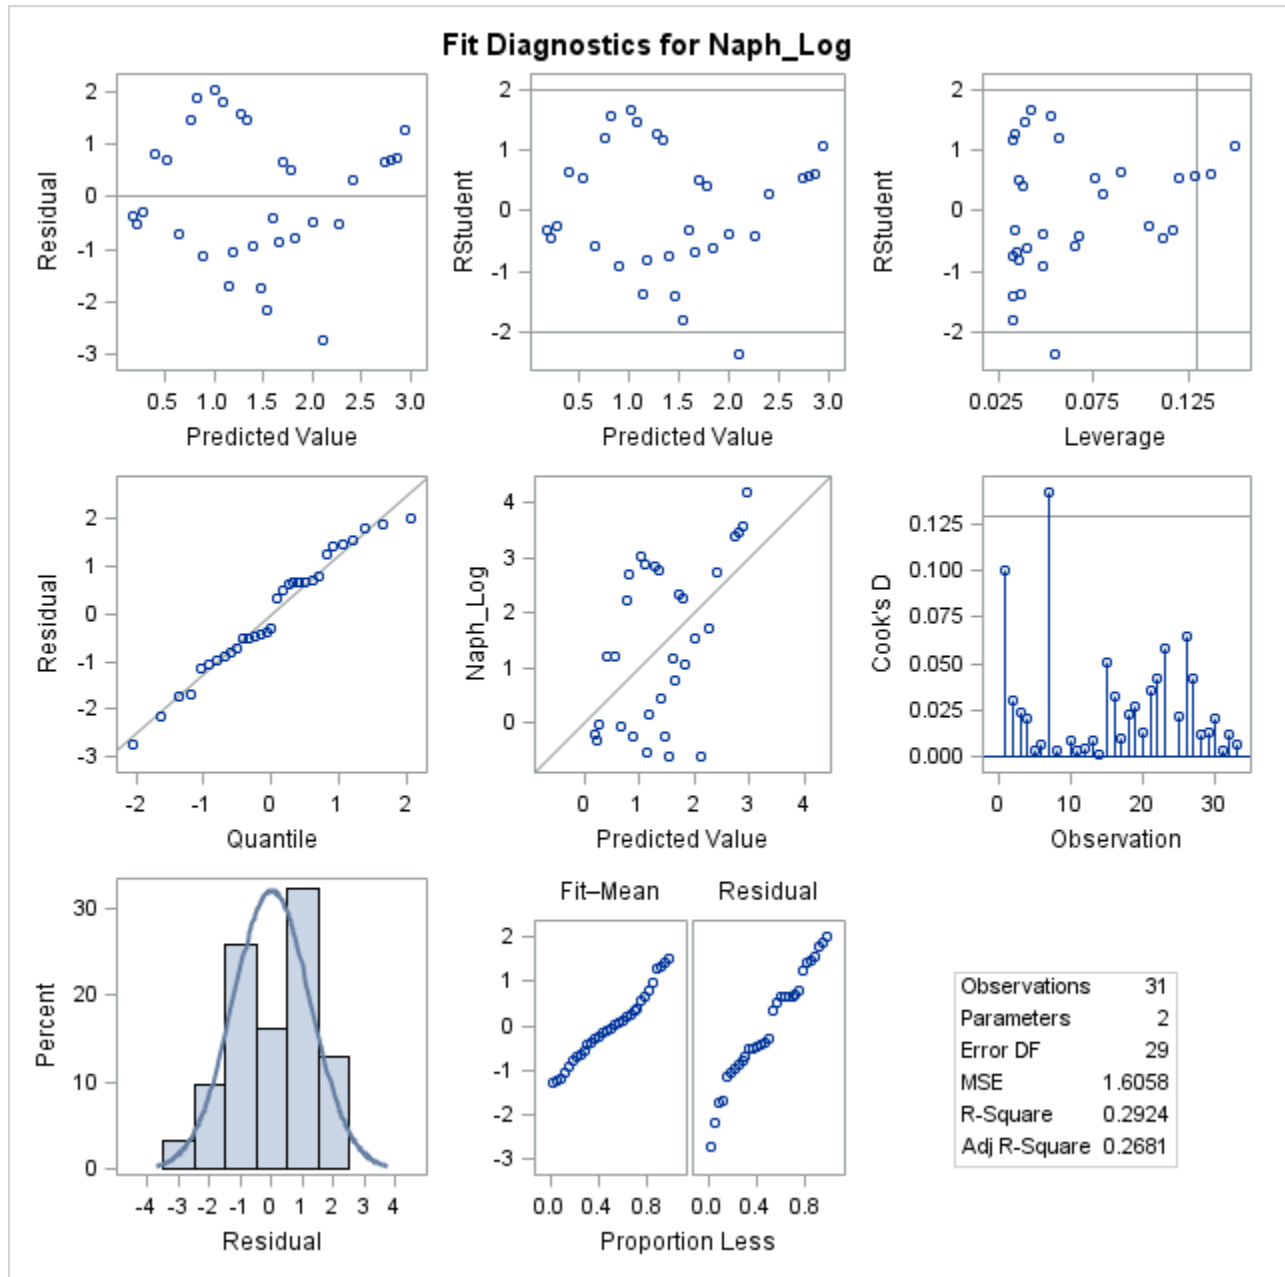 Fit Diagnostics for Naph_Log
Residual
2
1
0
-1
-2
-3
0.5 1.0 1.5 2.0 2.5 3.0
Predicted Value
RStudent
2
1
0
-1
-2
0.5 1.0 1.5 2.0 2.5 3.0
Predicted Value
RStudent
2
1
0
-1
-2
0.025 0.075 0.125
Leverage
Residual
2
1
0
-1
-2
-3
-2 -1 0 1 2
Quantile
Naph_Log
4
3
2
1
0
0 1 2 3 4
Predicted Value
Cook's D
0.125
0.100
0.075
0.050
0.025
0.000
0 10 20 30
Observation
Percent
30
20
10
0
-4 -3 -2 -1 0 1 2 3 4
Residual
Fit–Mean Residual
2
1
0
-1
-2
-3
0.0 0.4 0.8 0.0 0.4 0.8
Proportion Less
Observations 31
Parameters 2
Error DF 29
MSE 1.6058
R-Square 0.2924
Adj R-Square 0.2681